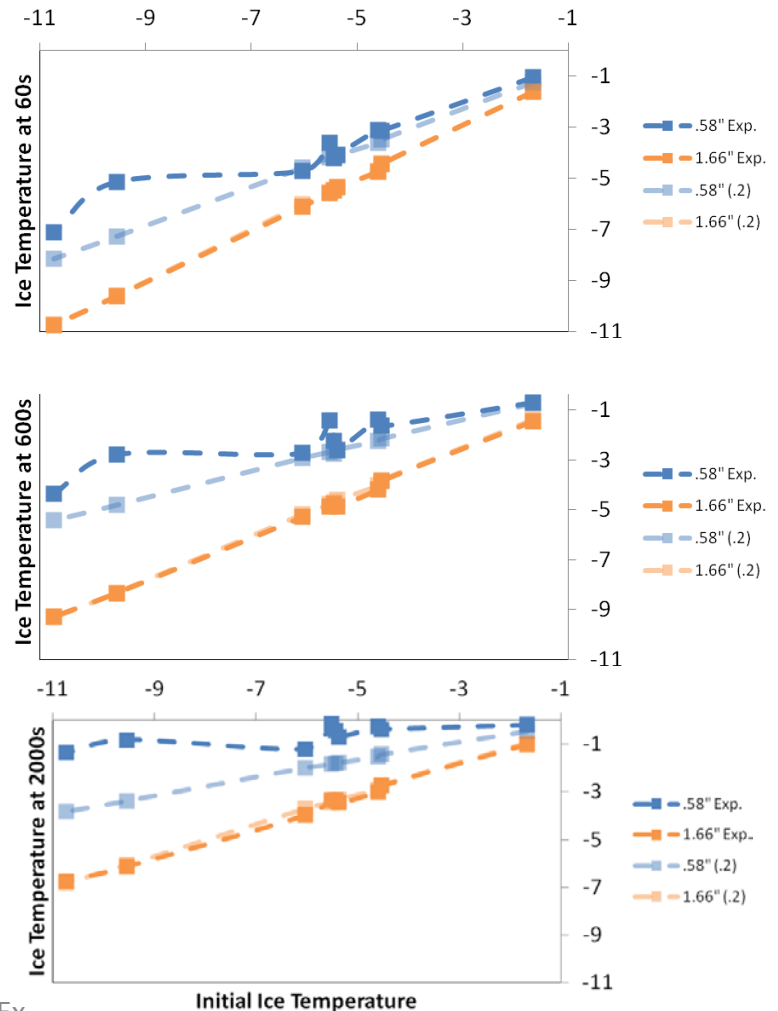 -11 -9 -7 -5 -3 -1
Ice Temperature at 60s
-1
-3
-5
-7
-9
-11
.58" Exp.
1.66" Exp.
.58" (.2)
1.66" (.2)
Ice Temperature at 600s
-1
-3
-5
-7
-9
-11
.58" Exp.
1.66" Exp.
.58" (.2)
1.66" (.2)
-11 -9 -7 -5 -3 -1
Ice Temperature at 2000s
-1
-3
-5
-7
-9
-11
.58" Exp.
1.66" Exp..
.58" (.2)
1.66" (.2)
Initial Ice Temperature